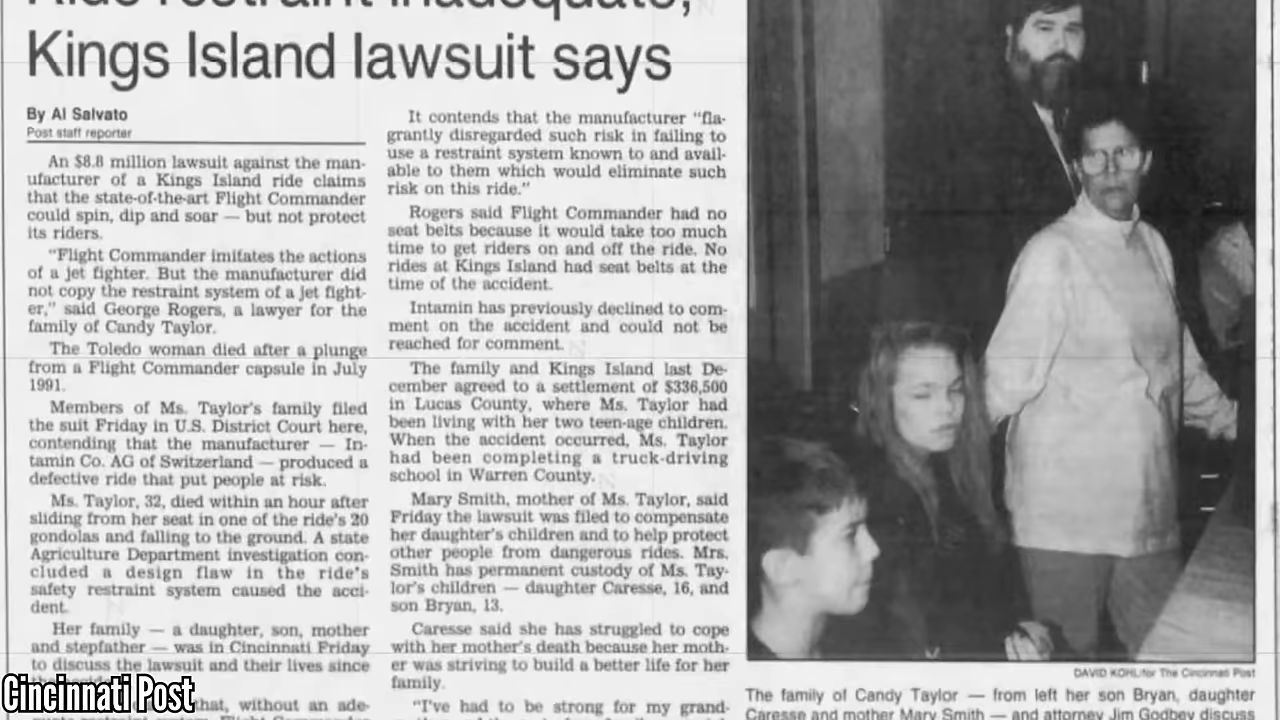 Ride restraint inadequate,
Kings Island lawsuit says
By Al Salvato
Post staff reporter
An $8.8 million lawsuit against the man-
ufacturer of a Kings Island ride claims
that the state-of-the-art Flight Commander
could spin, dip and soar — but not protect
its riders.
"Flight Commander imitates the actions
of a jet fighter. But the manufacturer did
not copy the restraint system of a jet fight-
er," said George Rogers, a lawyer for the
family of Candy Taylor.
The Toledo woman died after a plunge
from a Flight Commander capsule in July
1991.
Members of Ms. Taylor's family filed
the suit Friday in U.S. District Court here,
contending that the manufacturer — In-
tamin Co. AG of Switzerland — produced a
defective ride that put people at risk.
Ms. Taylor, 32, died within an hour after
sliding from her seat in one of the ride's 20
gondolas and falling to the ground. A state
Agriculture Department investigation con-
cluded a design flaw in the ride's
safety restraint system caused the acci-
dent.
Her family — a daughter, son, mother
and stepfather — was in Cincinnati Friday
to discuss the lawsuit and their lives since
that, without an ade-
It contends that the manufacturer "fla-
grantly disregarded such risk in failing to
use a restraint system known to and avail-
able to them which would eliminate such
risk on this ride."
Rogers said Flight Commander had no
seat belts because it would take too much
time to get riders on and off the ride. No
rides at Kings Island had seat belts at the
time of the accident.
Intamin has previously declined to com-
ment on the accident and could not be
reached for comment.
The family and Kings Island last De-
cember agreed to a settlement of $336,500
in Lucas County, where Ms. Taylor had
been living with her two teen-age children.
When the accident occurred, Ms. Taylor
had been completing a truck-driving
school in Warren County.
Mary Smith, mother of Ms. Taylor, said
Friday the lawsuit was filed to compensate
her daughter's children and to help protect
other people from dangerous rides. Mrs.
Smith has permanent custody of Ms. Tay-
lor's children — daughter Caresse, 16, and
son Bryan, 13.
Caresse said she has struggled to cope
with her mother's death because her moth-
er was striving to build a better life for her
family.
"I've had to be strong for my grand-
DAVID KOHL/for The Cincinnati Post
The family of Candy Taylor — from left her son Bryan, daughter
Caresse and mother Mary Smith — and attorney Jim Godbey discuss
Cincinnati Post